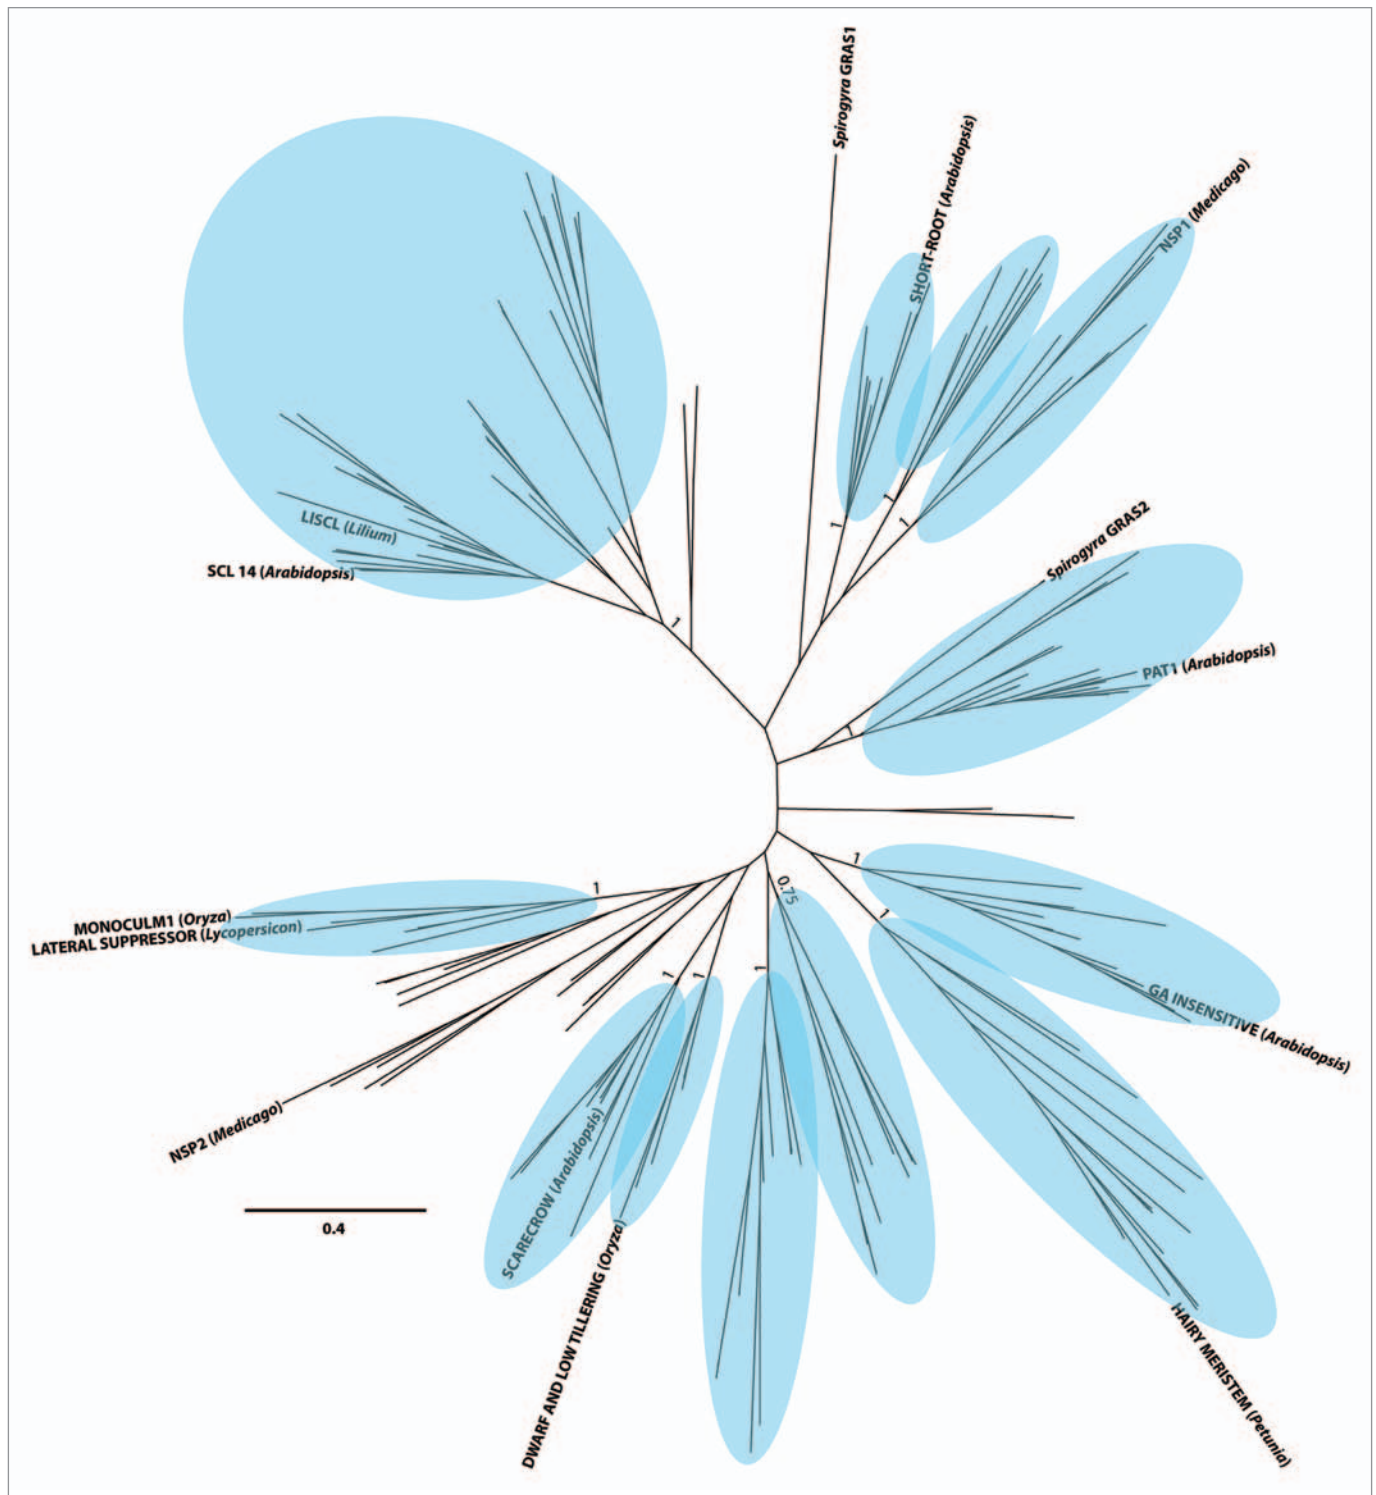 Spirogyra GRAS1
SHORT-ROOT (Arabidopsis)
NSP1 (Medicago)
1
1
1
Spirogyra GRAS2
LISCL (Lilium)
SCL 14 (Arabidopsis)
1
PAT1 (Arabidopsis)
1
1
0.75
1
MONOCULM1 (Oryza)
LATERAL SUPPRESSOR (Lycopersicon)
1
1
1
1
GA INSENSITIVE (Arabidopsis)
NSP2 (Medicago)
SCARECROW (Arabidopsis)
0.4
DWARF AND LOW TILLERING (Oryza)
HAIRY MERISTEM (Petunia)